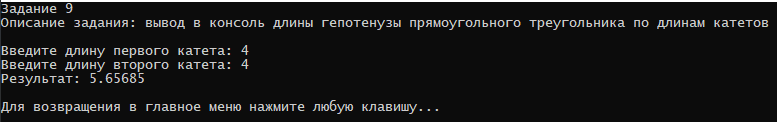 Задание 9
Описание задания: вывод в консоль длины гепотенузы прямоугольного треугольника по длинам катетов
Введите длину первого катета: 4
Введите длину второго катета: 4
Результат: 5.65685
Для возвращения в главное меню нажмите любую клавишу...